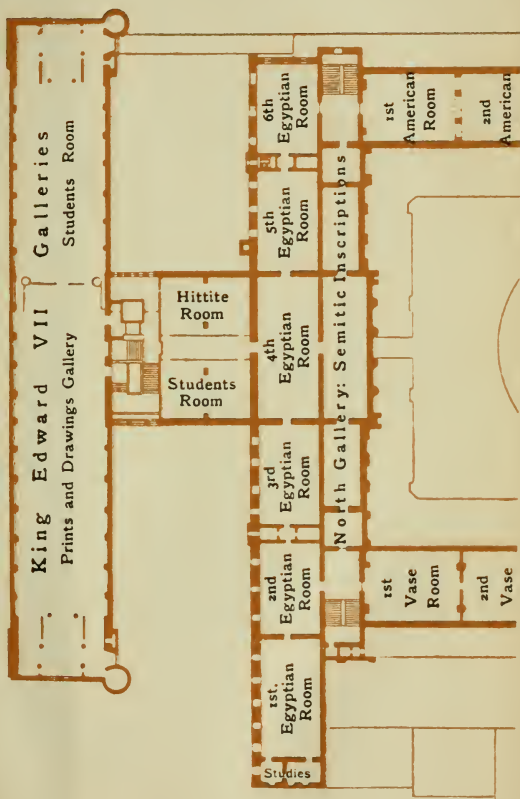 King Edward VII Galleries
Prints and Drawings Gallery
Students Room
Hittite
Room
Students
Room
6th
Egyptian
Room
5th
Egyptian
Room
4th
Egyptian
Room
3rd
Egyptian
Room
2nd
Egyptian
Room
1st.
Egyptian
Room
Studies
North Gallery: Semitic Inscriptions
1st
American
Room
2nd
American
1st
Vase
Room
2nd
Vase